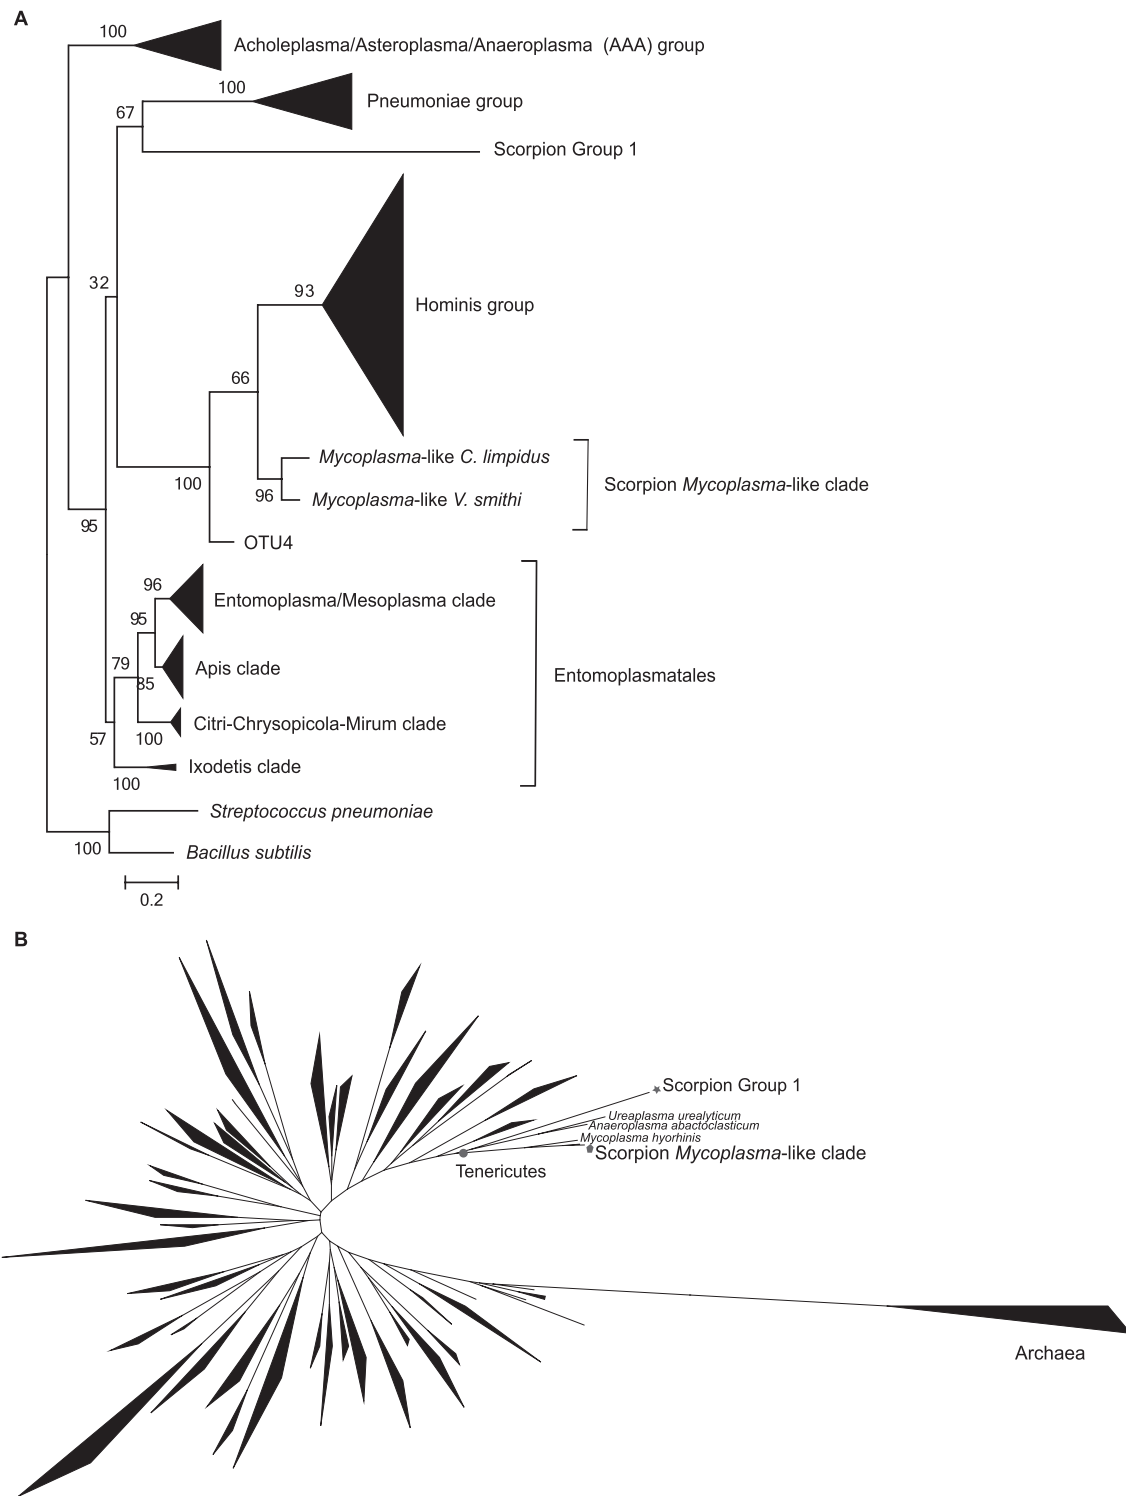 A
100
Acholeplasma/Asteroplasma/Anaeroplasma (AAA) group
100
Pneumoniae group
67
Scorpion Group 1
32
93
Hominis group
66
Mycoplasma-like C. limpidus
Scorpion Mycoplasma-like clade
100
96
Mycoplasma-like V. smithi
95
OTU4
96
Entomoplasma/Mesoplasma clade
95
79
Apis clade
Entomoplasmatales
85
Citri-Chrysopicola-Mirum clade
57
100
Ixodetis clade
100
Streptococcus pneumoniae
100
Bacillus subtilis
0.2
B
Scorpion Group 1
Ureaplasma urealyticum
Anaeroplasma abactoclasticum
Mycoplasma hyorhinis
Scorpion Mycoplasma-like clade
Tenericutes
Archaea